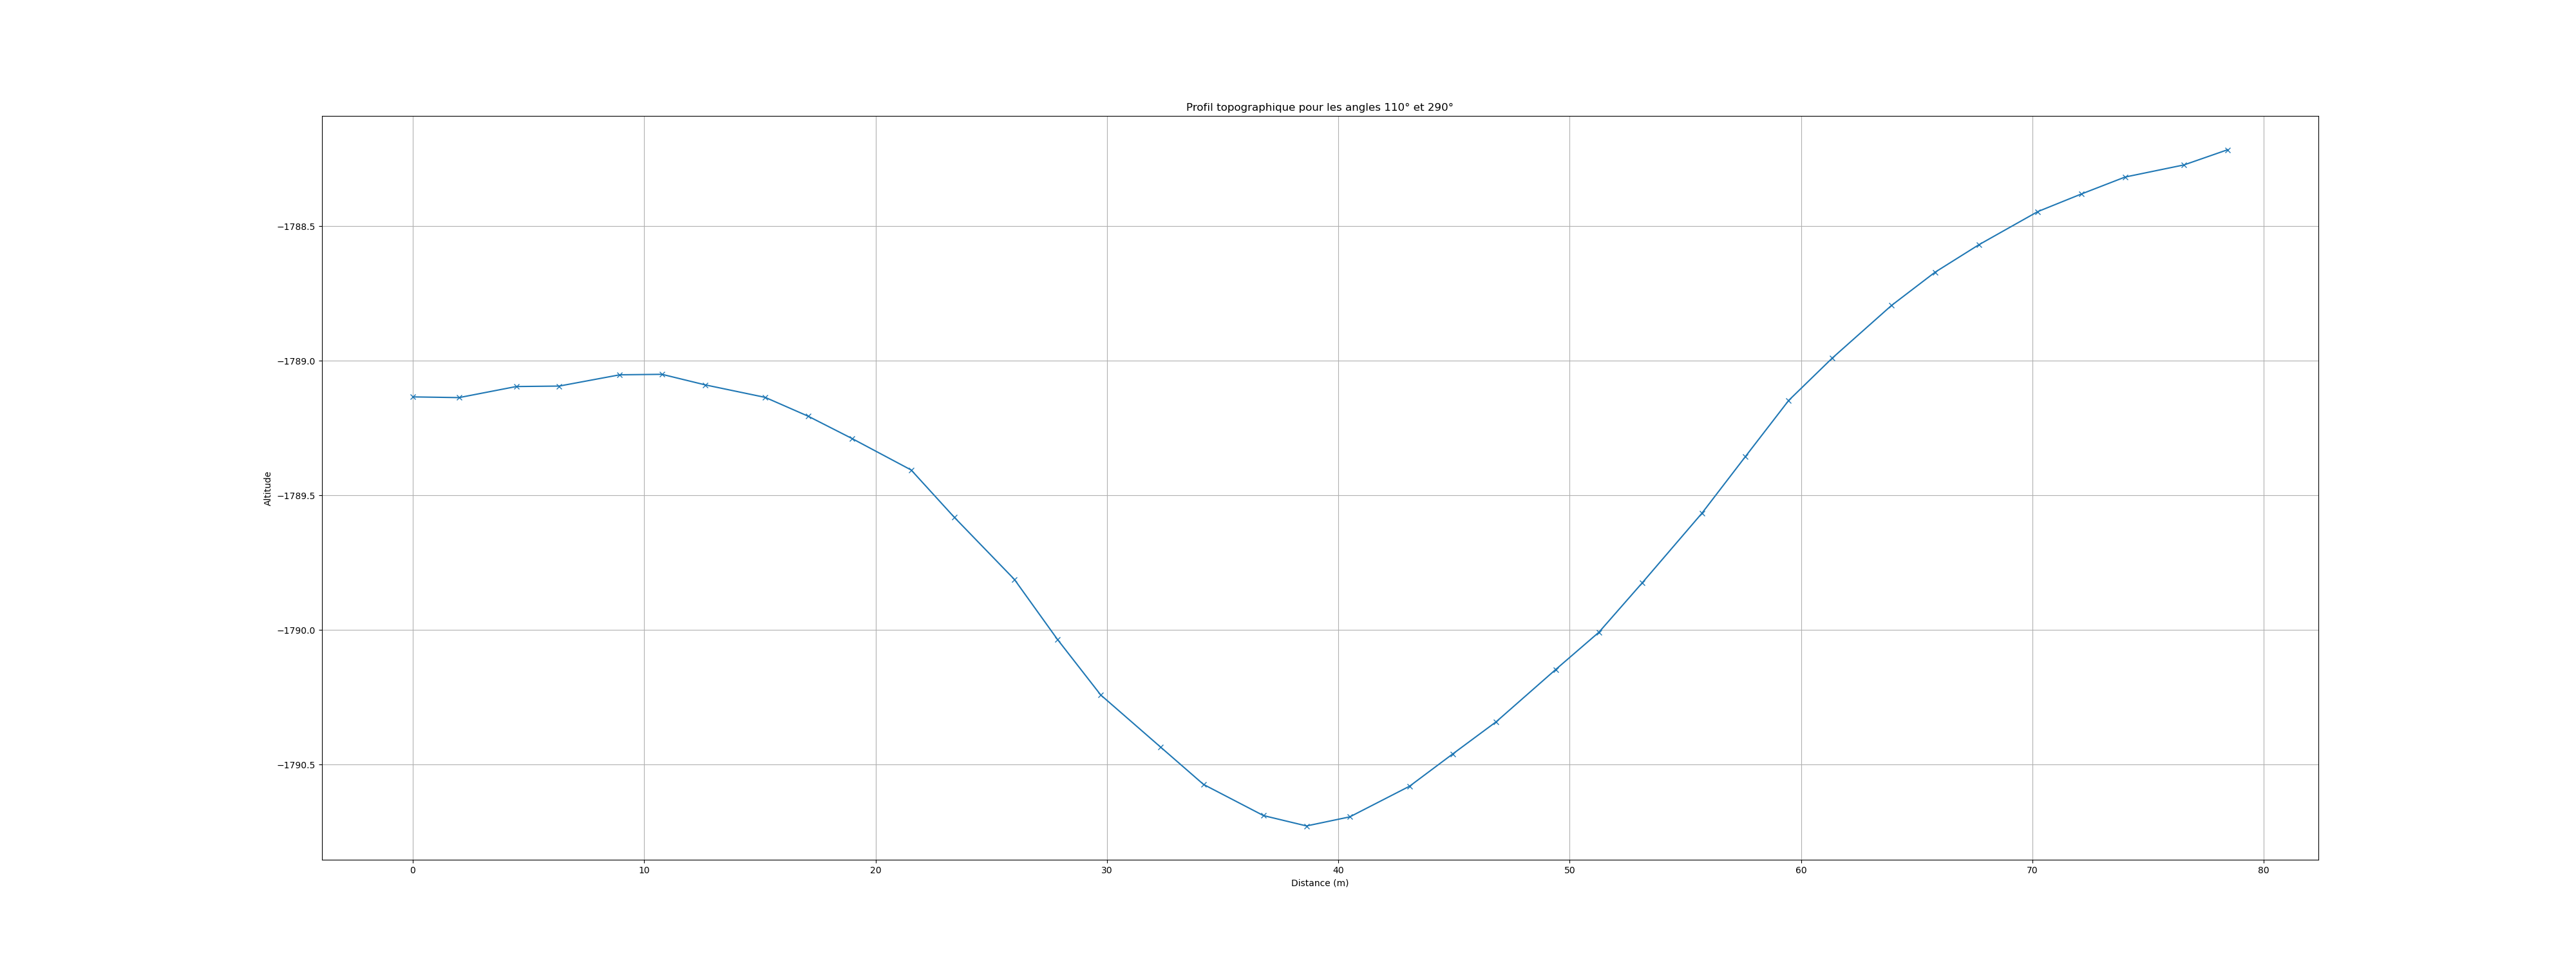 Profil topographique pour les angles 110° et 290°
Altitude
−1788.5
−1789.0
−1789.5
−1790.0
−1790.5
0 10 20 30 40 50 60 70 80
Distance (m)